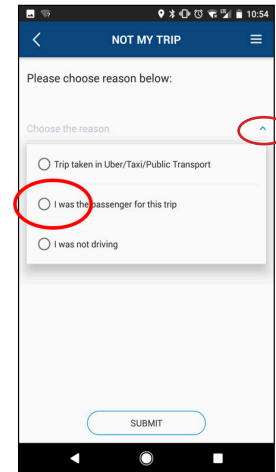 10:54
NOT MY TRIP
Please choose reason below:
Choose the reason
Trip taken in Uber/Taxi/Public Transport
I was the passenger for this trip
I was not driving
SUBMIT